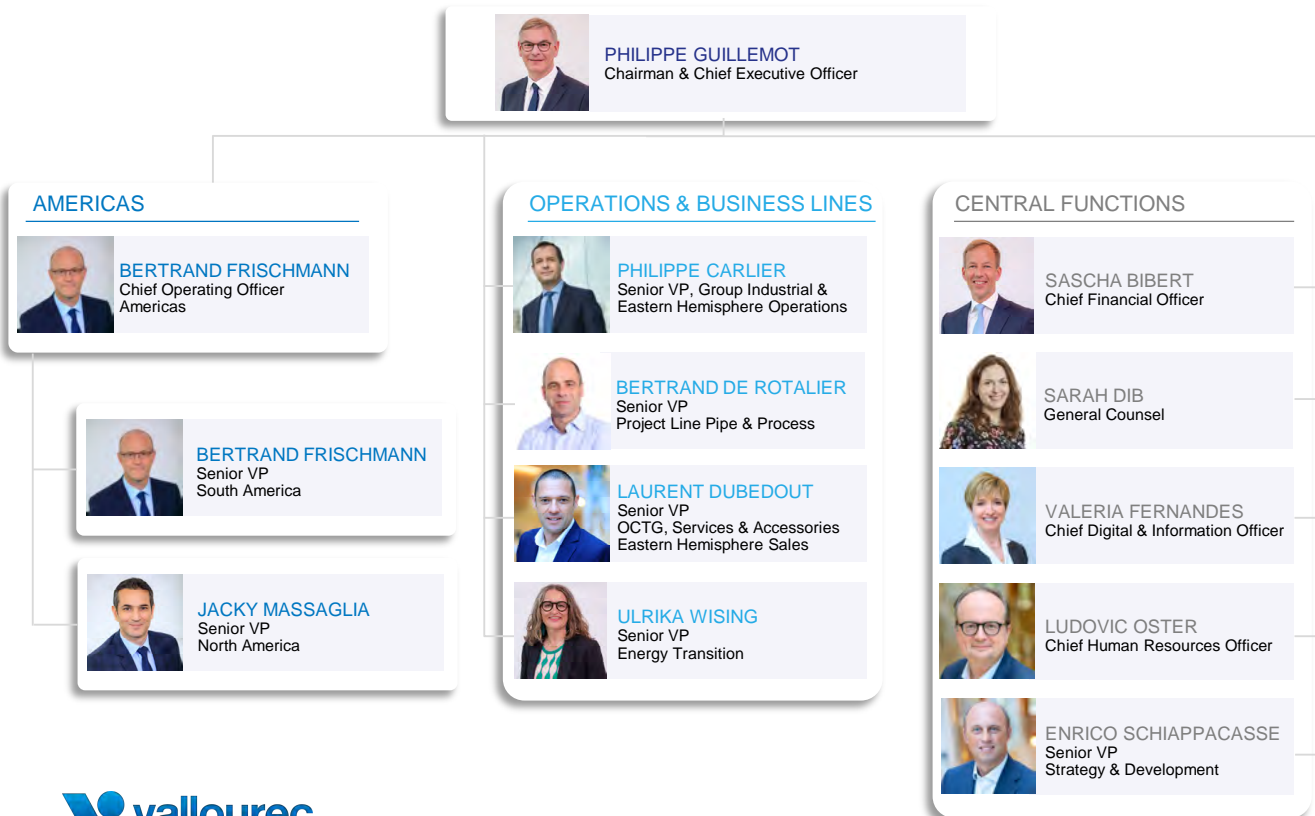 PHILIPPE GUILLEMOT
Chairman & Chief Executive Officer
AMERICAS
BERTRAND FRISCHMANN
Chief Operating Officer
Americas
BERTRAND FRISCHMANN
Senior VP
South America
JACKY MASSAGLIA
Senior VP
North America
OPERATIONS & BUSINESS LINES
PHILIPPE CARLIER
Senior VP, Group Industrial &
Eastern Hemisphere Operations
BERTRAND DE ROTALIER
Senior VP
Project Line Pipe & Process
LAURENT DUBEDOUT
Senior VP
OCTG, Services & Accessories
Eastern Hemisphere Sales
ULRIKA WISING
Senior VP
Energy Transition
CENTRAL FUNCTIONS
SASCHA BIBERT
Chief Financial Officer
SARAH DIB
General Counsel
VALERIA FERNANDES
Chief Digital & Information Officer
LUDOVIC OSTER
Chief Human Resources Officer
ENRICO SCHIAPPACASSE
Senior VP
Strategy & Development
vallourec